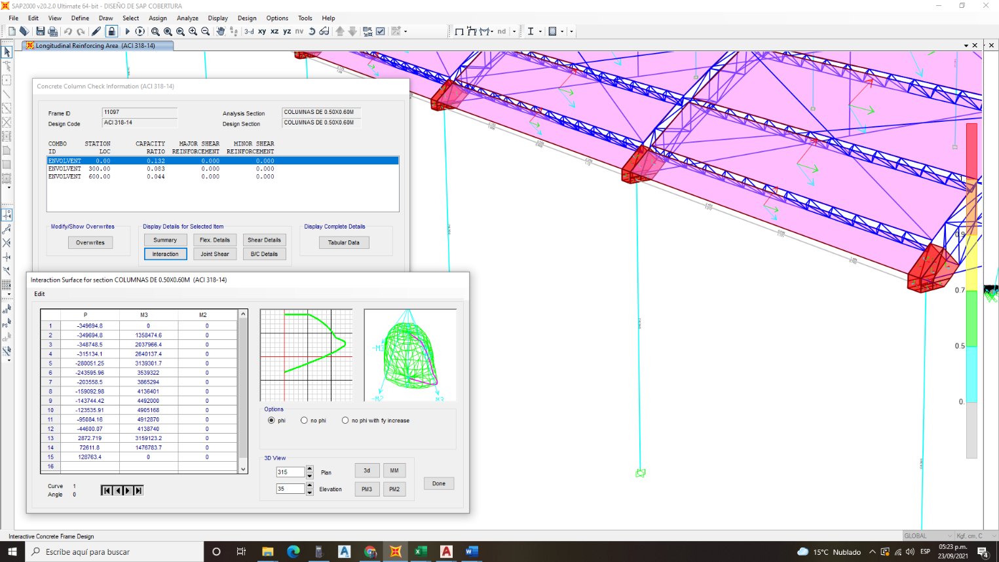 SAP2000 v20.2.0 Ultimate 64-bit - DISEÑO DE SAP COBERTURA
File Edit View Define Draw Select Assign Analyze Display Design Options Tools Help
3-d xy xz yz nv nd
Longitudinal Reinforcing Area (ACI 318-14)
Concrete Column Check Information (ACI 318-14)
Frame ID 11097 Analysis Section COLUMNAS DE 0.50X0.60M
Design Code ACI 318-14 Design Section COLUMNAS DE 0.50X0.60M
COMBO STATION CAPACITY MAJOR SHEAR MINOR SHEAR
ID LOC RATIO REINFORCEMENT REINFORCEMENT
ENVOLVENT 0.00 0.132 0.000 0.000
ENVOLVENT 300.00 0.083 0.000 0.000
ENVOLVENT 600.00 0.044 0.000 0.000
Modify/Show Overwrites Display Details for Selected Item Display Complete Details
Overwrites Summary Flex. Details Shear Details Tabular Data
Interaction Joint Shear B/C Details
Interaction Surface for section COLUMNAS DE 0.50X0.60M (ACI 318-14)
Edit
P M3 M2
1 -349694.8 0 0
2 -349694.8 1358474.6 0
3 -348748.5 2037966.4 0
4 -315134.1 2640137.4 0
5 -280051.25 3139301.7 0
6 -243595.96 3539322 0
7 -203558.5 3865294 0
8 -159092.98 4136401 0
9 -143744.42 4492000 0
10 -123535.91 4905168 0
11 -95084.16 4912870 0
12 -44600.07 4138740 0
13 2872.719 3159123.2 0
14 72611.8 1476783.7 0
15 128763.4 0 0
16
Curve 1
Angle 0
-M3
-M2 M3
Options
phi no phi no phi with fy increase
3D View
315 Plan 3d MM
35 Elevation PM3 PM2
Done
1.
0.9
0.7
0.5
0.
Interactive Concrete Frame Design GLOBAL Kgf, cm, C
Escribe aquí para buscar
15°C Nublado ESP
05:23 p.m.
23/09/2021
4